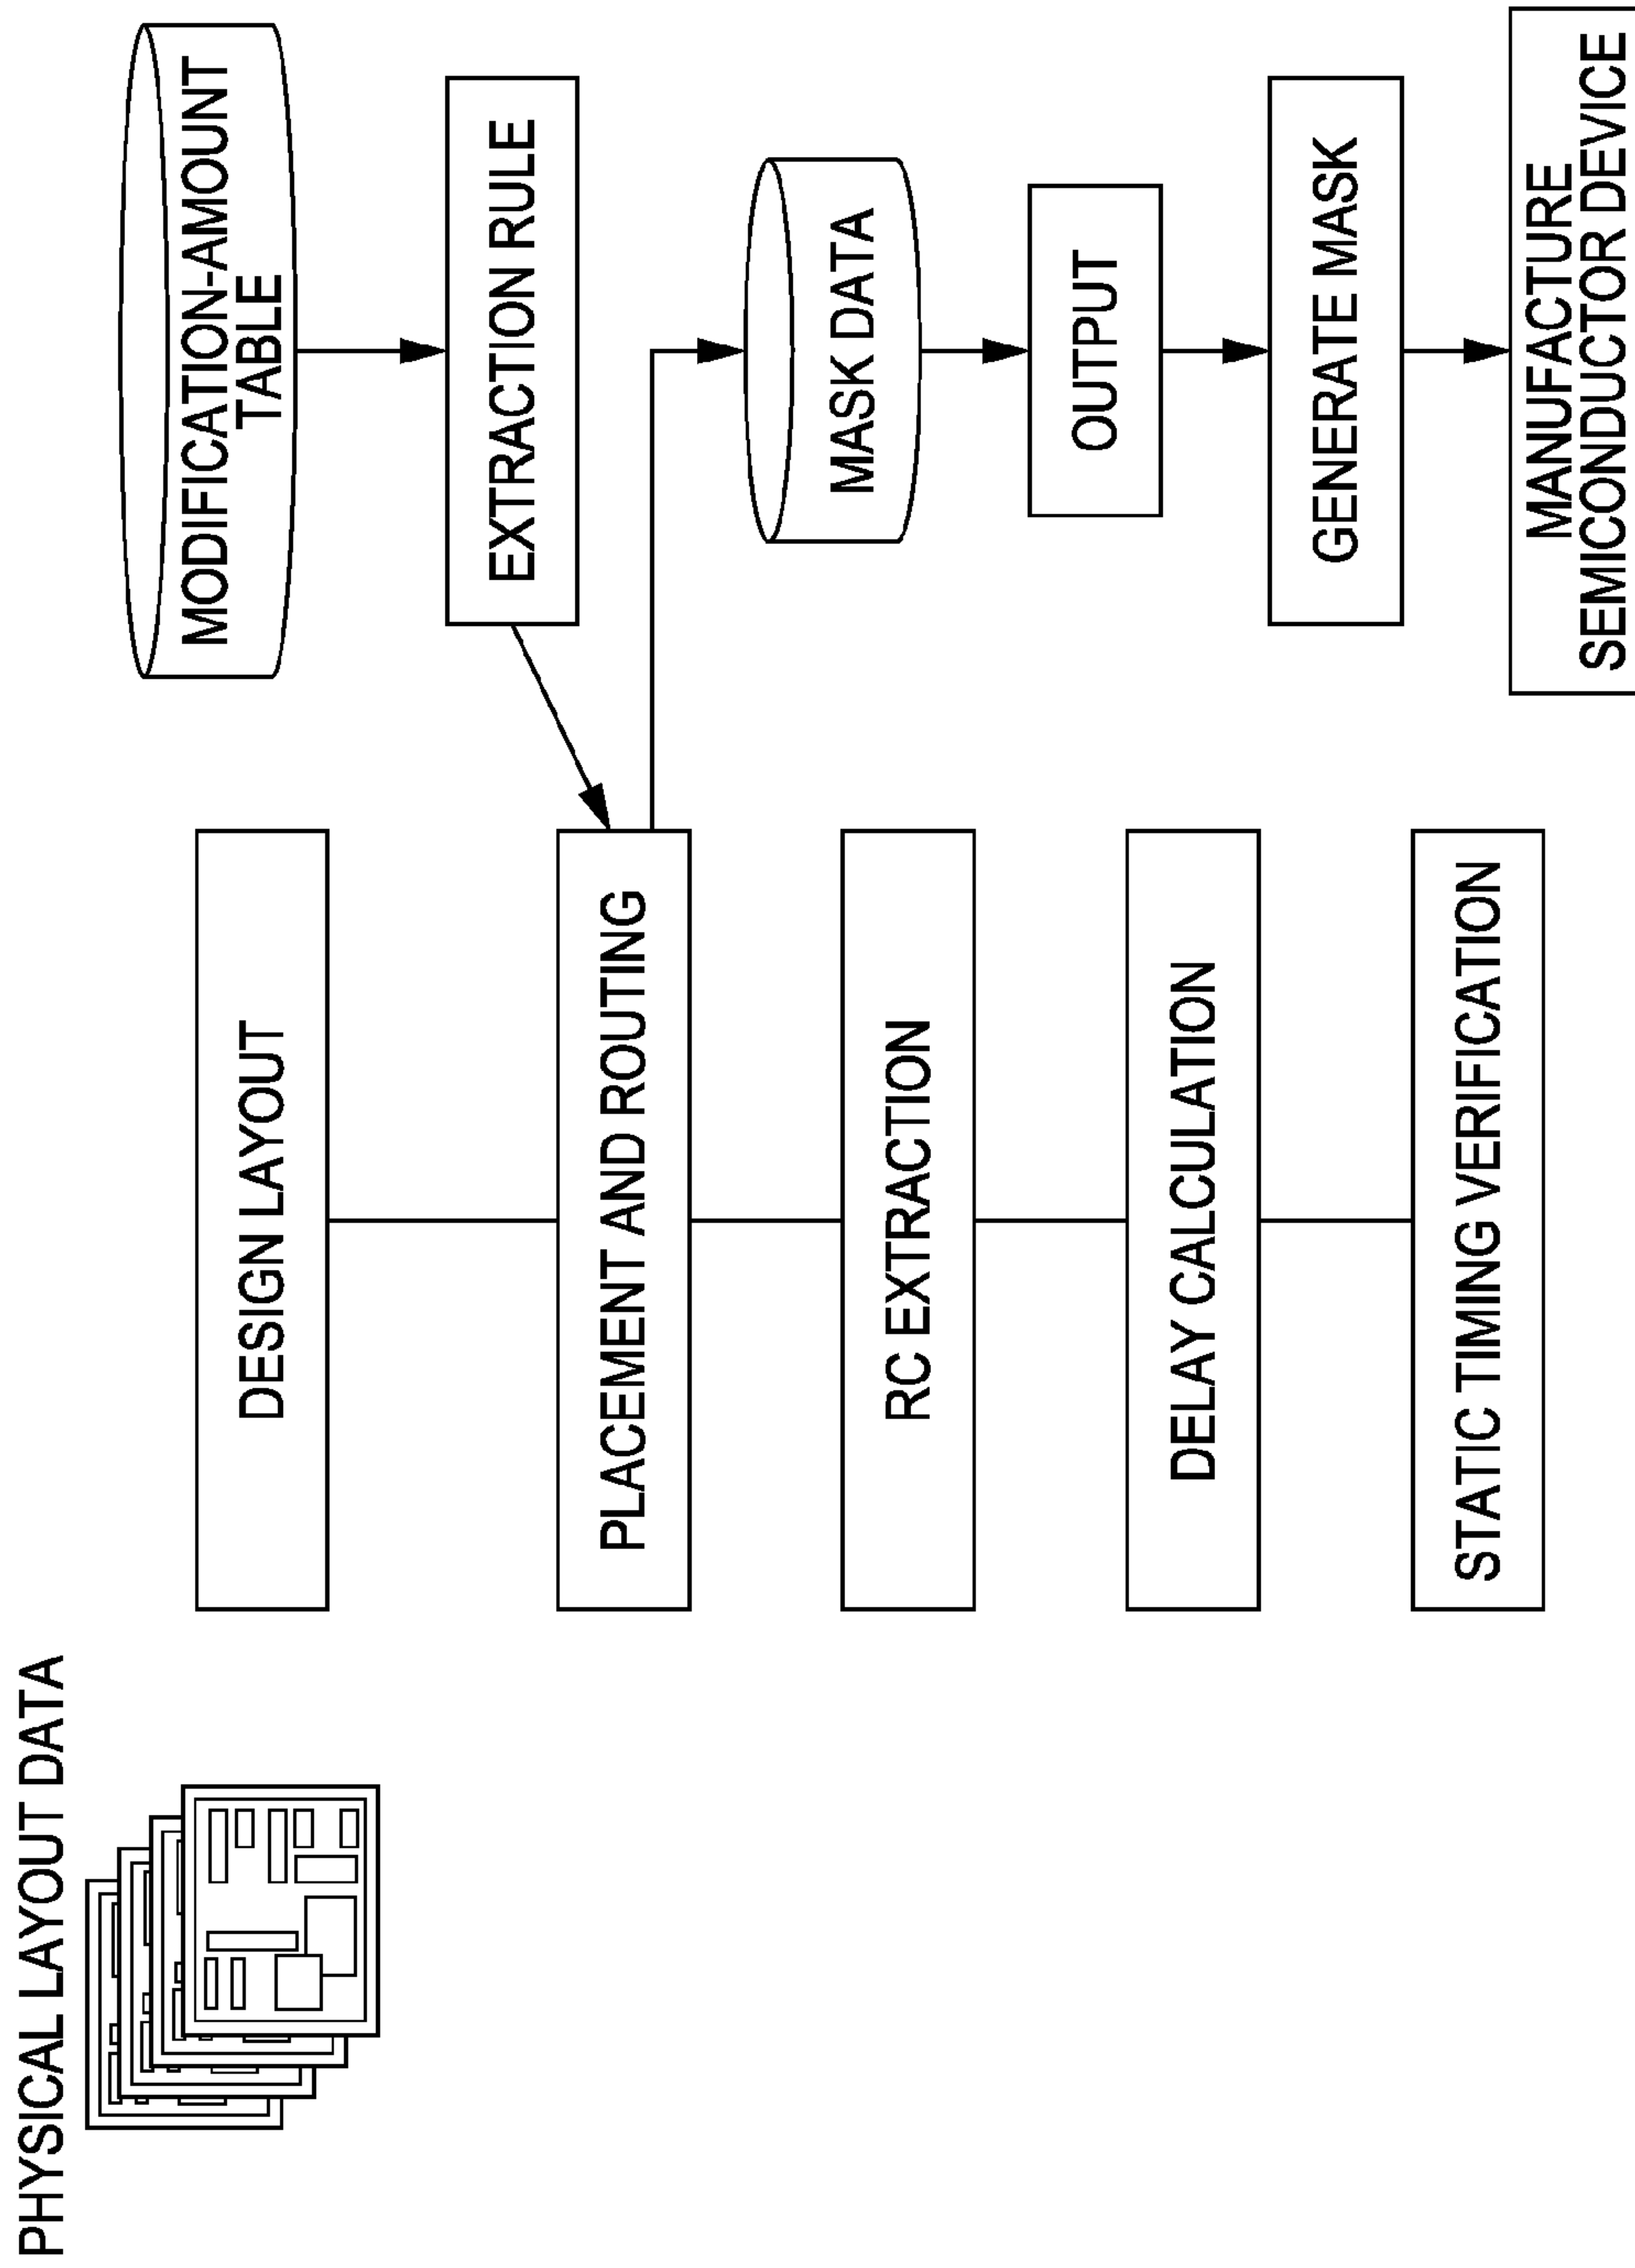 PHYSICAL LAYOUT DATA
DESIGN LAYOUT
PLACEMENT AND ROUTING
RC EXTRACTION
DELAY CALCULATION
STATIC TIMING VERIFICATION
MODIFICATION-AMOUNT
TABLE
EXTRACTION RULE
MASK DATA
OUTPUT
GENERATE MASK
MANUFACTURE
SEMICONDUCTOR DEVICE